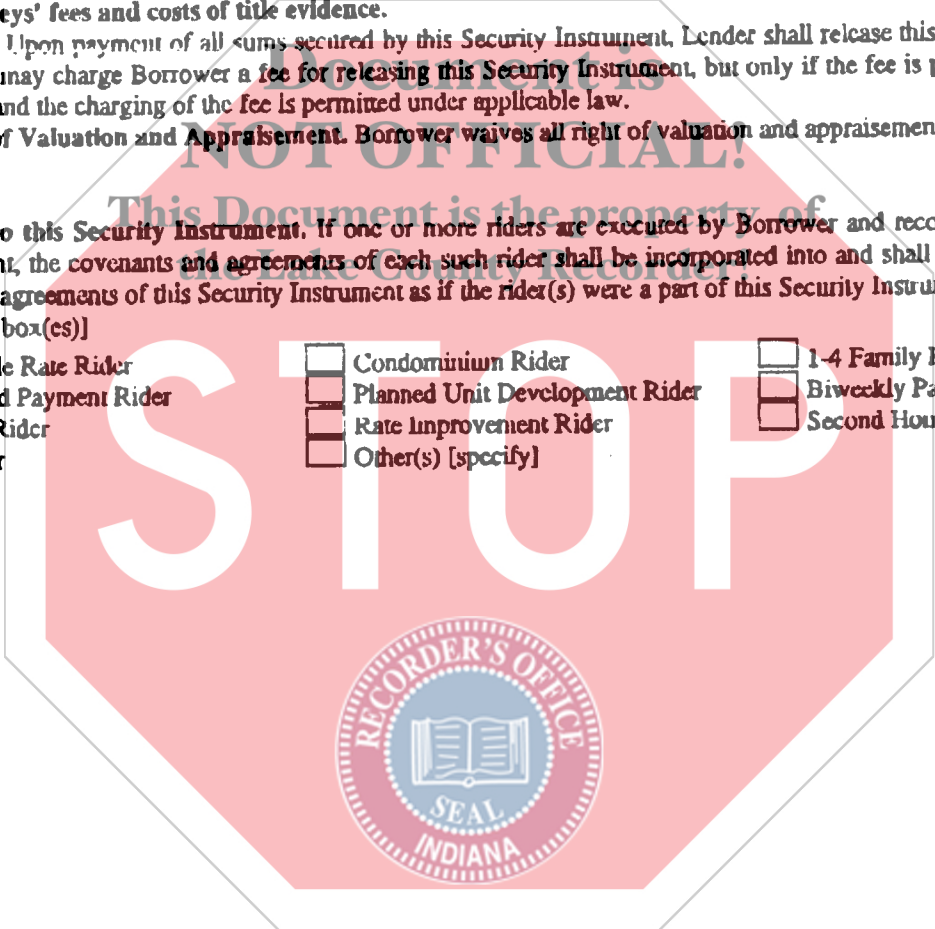 eys' fees and costs of title evidence.
Upon payment of all sums secured by this Security Instrument, Lender shall release this
may charge Borrower a fee for releasing this Security Instrument, but only if the fee is p
nd the charging of the fee is permitted under applicable law.
f Valuation and Appraisement. Borrower waives all right of valuation and appraisemen
Document is
NOT OFFICIAL!
This Document is the property of
the Lake County Recorder!
o this Security Instrument. If one or more riders are executed by Borrower and reco
nt, the covenants and agreements of each such rider shall be incorporated into and shall
agreements of this Security Instrument as if the rider(s) were a part of this Security Instru
box(es)]
e Rate Rider Condominium Rider 1-4 Family R
d Payment Rider Planned Unit Development Rider Biweekly Pa
Rider Rate Improvement Rider Second Hou
r Other(s) [specify]
STOP
RECORDER'S OFFICE
SEAL
INDIANA